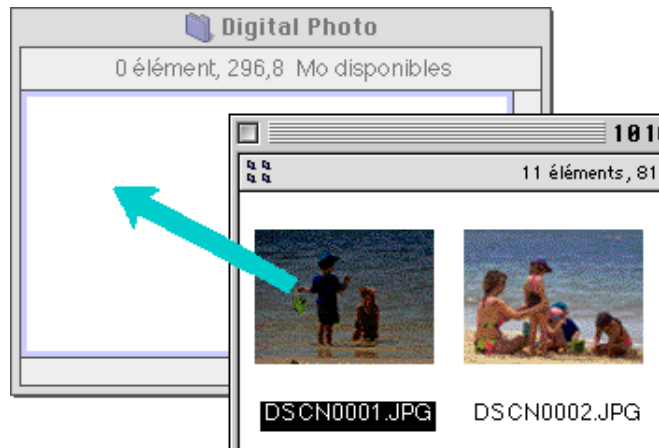 Digital Photo
0 élément, 296,8 Mo disponibles
11 éléments, 81
DSCN0001.JPG
DSCN0002.JPG